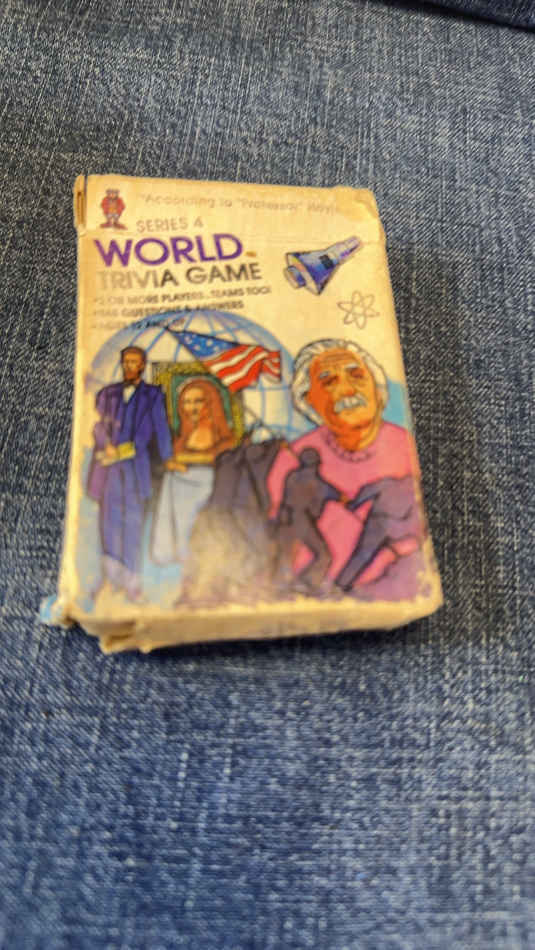 "According to "Professor" Hoyle
SERIES 4
WORLD
TRIVIA GAME
•2 OR MORE PLAYERS...TEAMS TOO!
QUESTIONS & ANSWERS